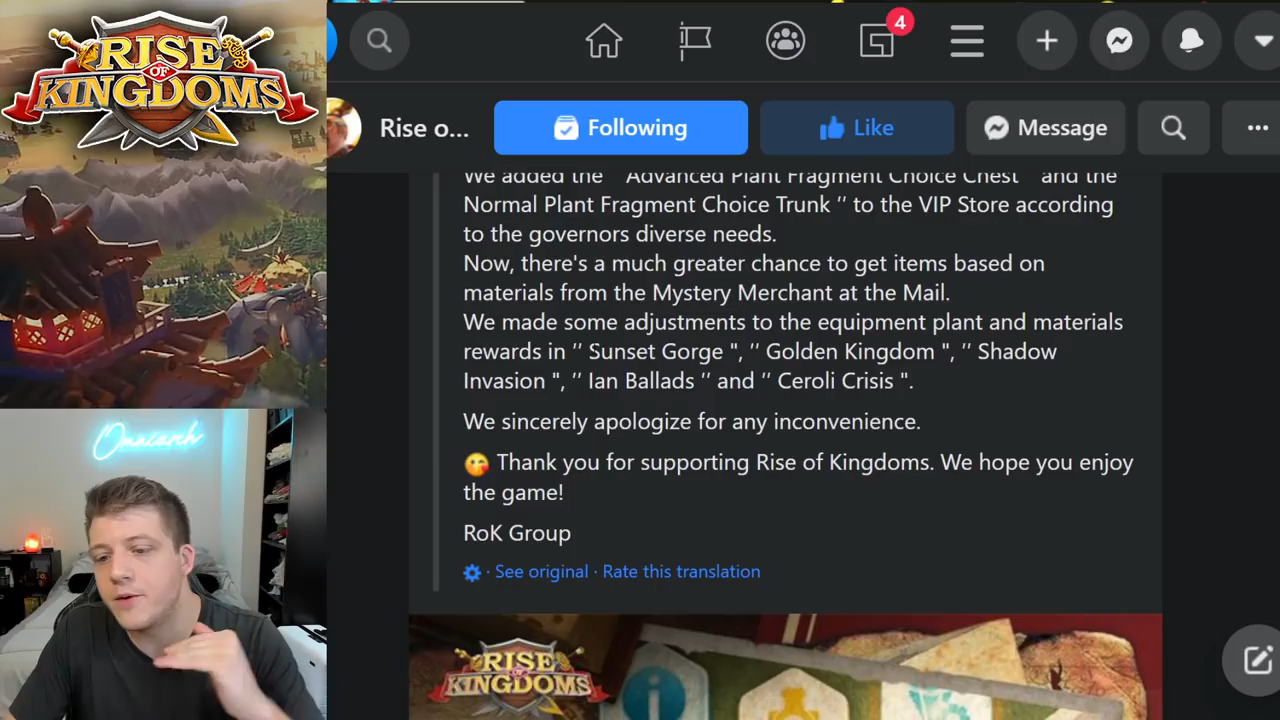 RISE
OF
KINGDOMS
4
Rise o...
Following
Like
Message
We added the '' Advanced Plant Fragment Choice Chest '' and the
Normal Plant Fragment Choice Trunk '' to the VIP Store according
to the governors diverse needs.
Now, there's a much greater chance to get items based on
materials from the Mystery Merchant at the Mail.
We made some adjustments to the equipment plant and materials
rewards in '' Sunset Gorge ", '' Golden Kingdom ", '' Shadow
Invasion ", '' Ian Ballads '' and '' Ceroli Crisis ".
We sincerely apologize for any inconvenience.
Thank you for supporting Rise of Kingdoms. We hope you enjoy
the game!
RoK Group
· See original · Rate this translation
Omniarch
RISE
OF
KINGDOMS